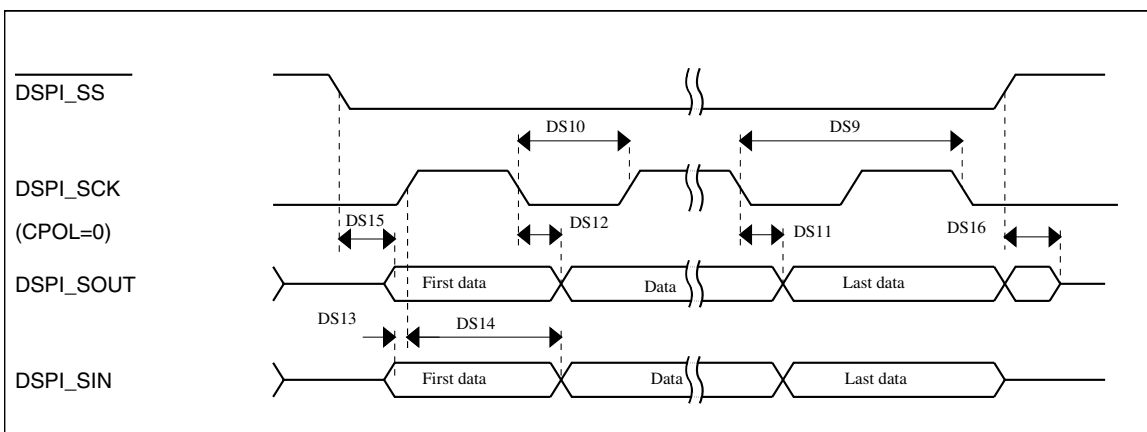 DSPI_SS
DS10
DS9
DSPI_SCK
(CPOL=0)
DS15
DS12
DS11
DS16
DSPI_SOUT
First data
Data
Last data
DS13
DS14
DSPI_SIN
First data
Data
Last data